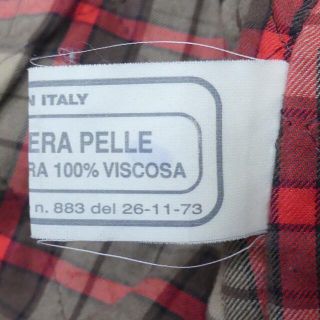 N ITALY
ERA PELLE
RA 100% VISCOSA
n. 883 del 26-11-73